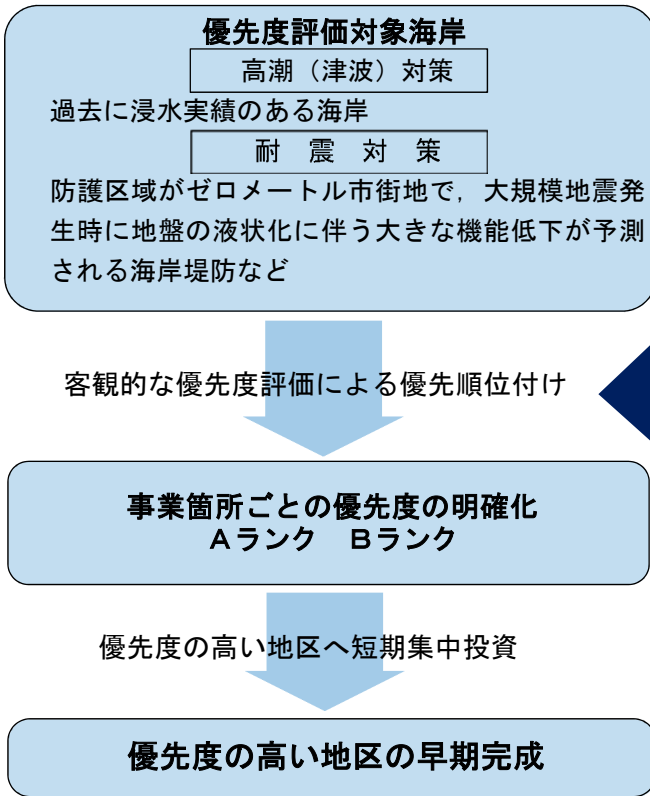 優先度評価対象海岸
高潮（津波）対策
過去に浸水実績のある海岸
耐　震　対　策
防護区域がゼロメートル市街地で，大規模地震発
生時に地盤の液状化に伴う大きな機能低下が予測
される海岸堤防など
客観的な優先度評価による優先順位付け
事業箇所ごとの優先度の明確化
Ａランク　Ｂランク
優先度の高い地区へ短期集中投資
優先度の高い地区の早期完成